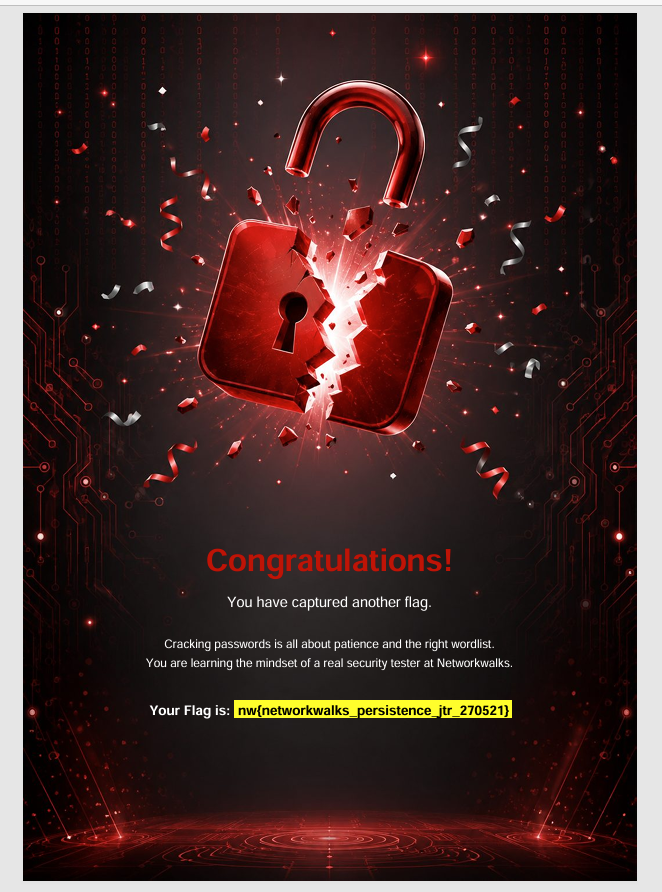 Congratulations!
You have captured another flag.
Cracking passwords is all about patience and the right wordlist.
You are learning the mindset of a real security tester at Networkwalks.
Your Flag is: nw{networkwalks_persistence_jtr_270521}